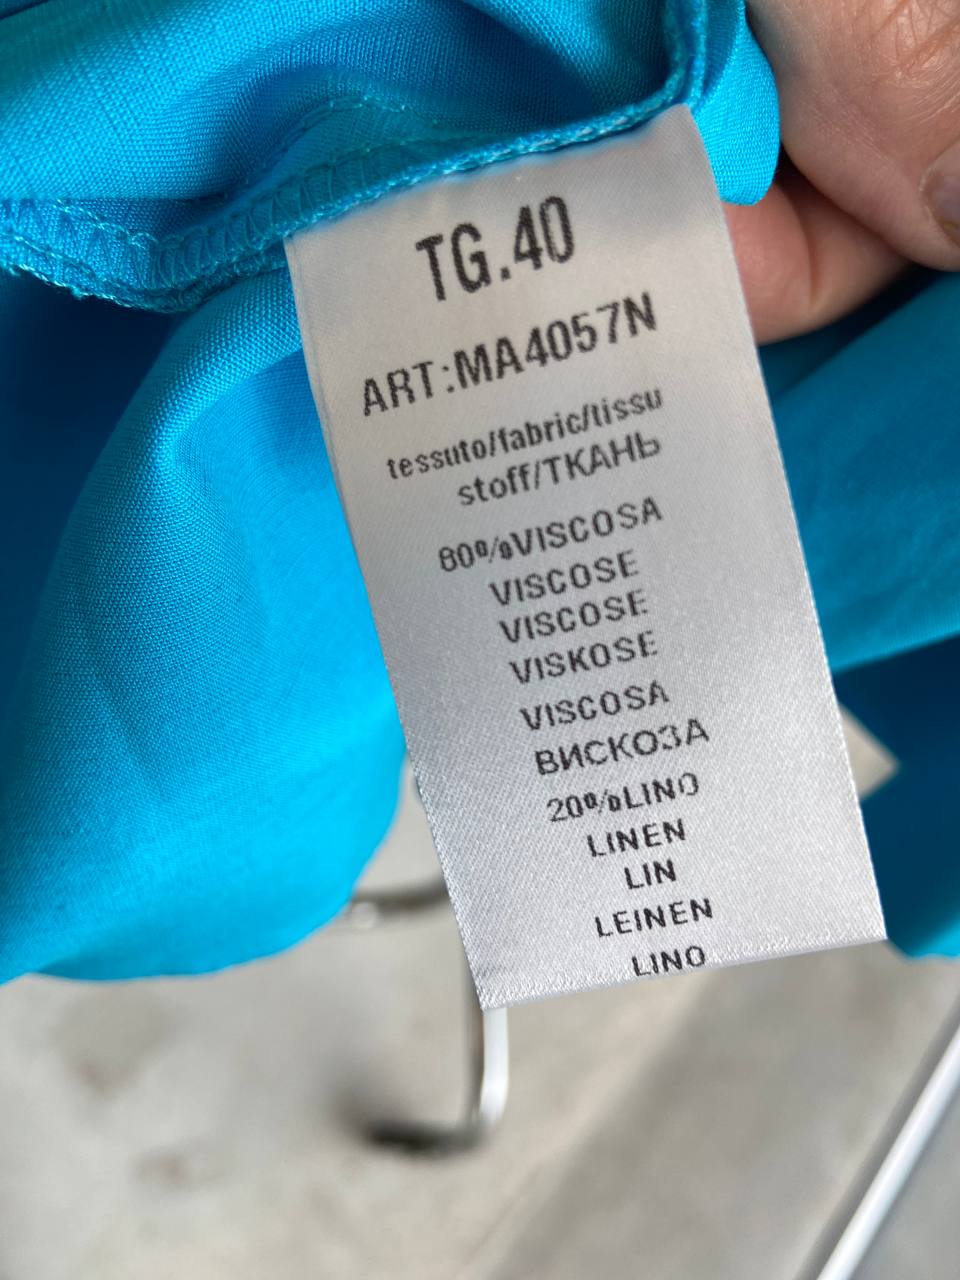 TG.40
ART:MA4057N
tessuto/fabric/tissu
stoff/ТКАНЬ
80%VISCOSA
VISCOSE
VISCOSE
VISKOSE
VISCOSA
ВИСКОЗА
20%LINO
LINEN
LIN
LEINEN
LINO